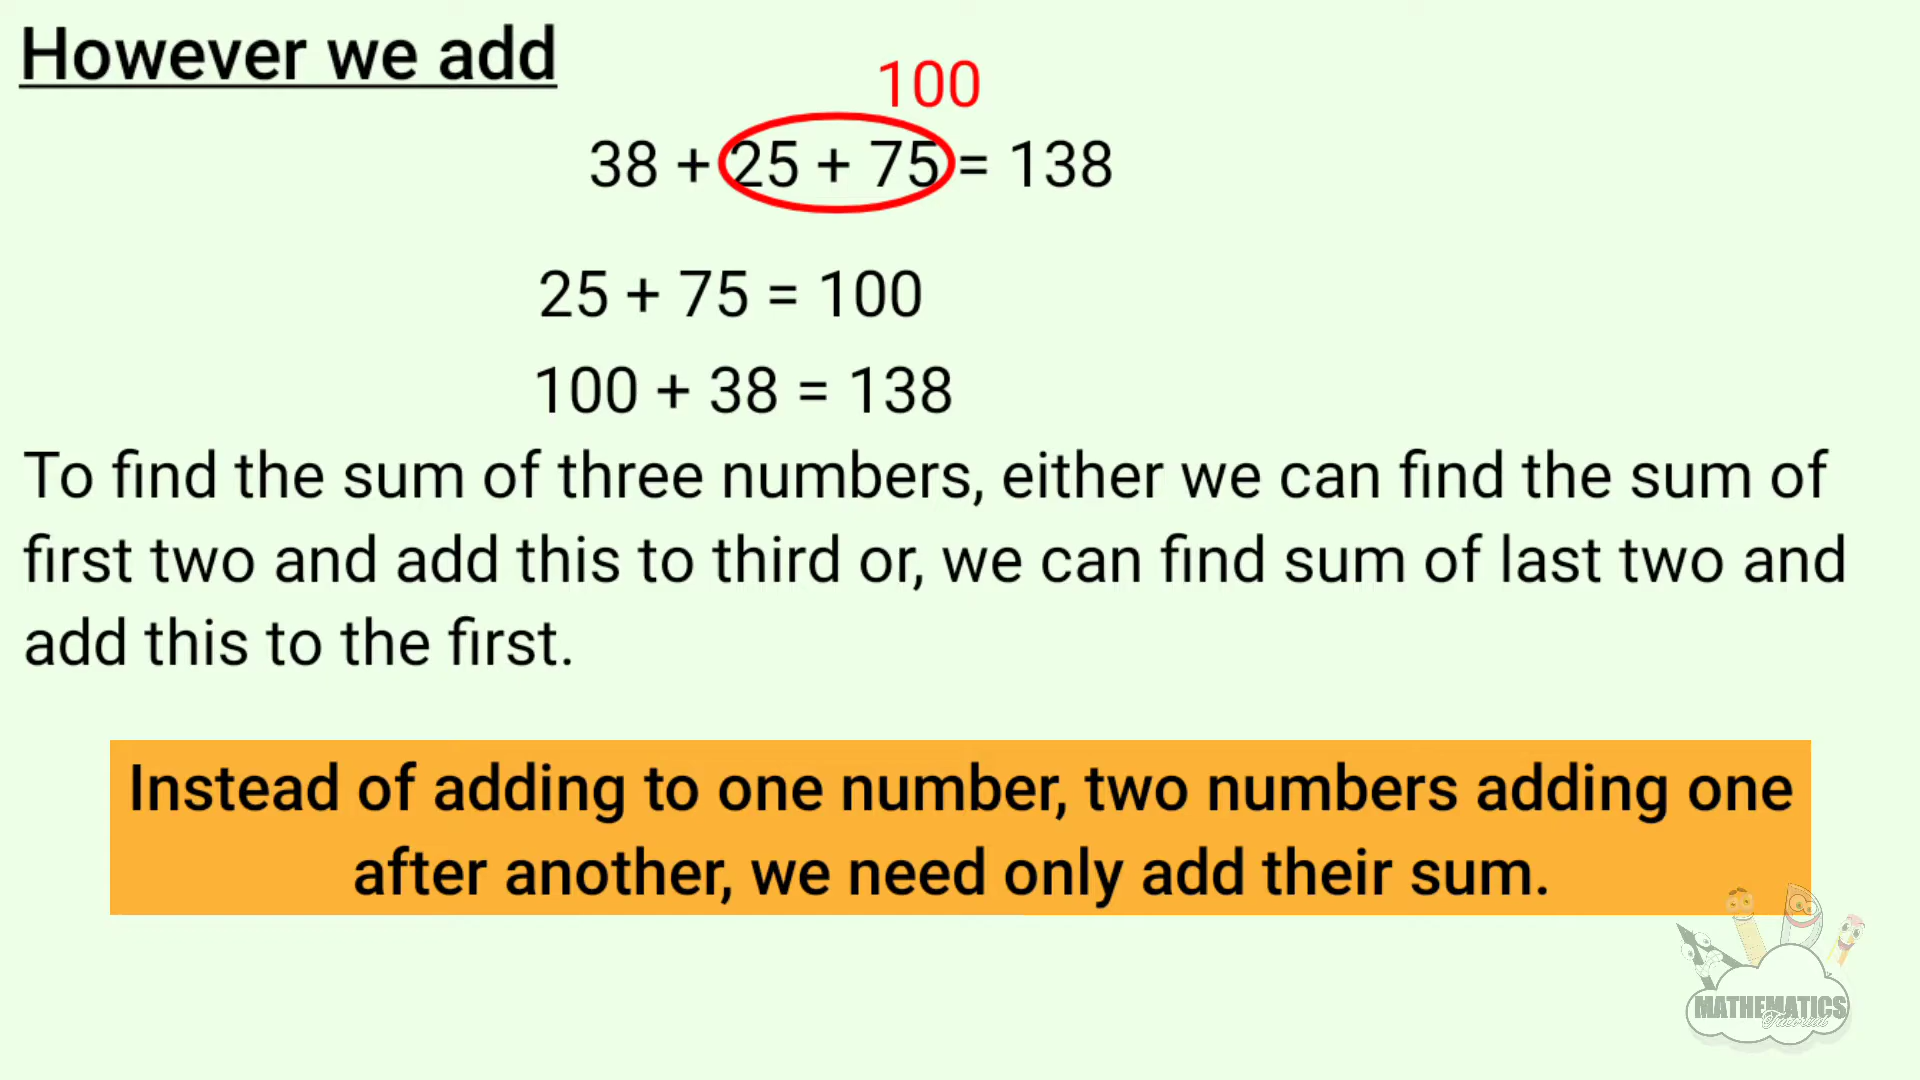 However we add
100
38 + 25 + 75 = 138
25 + 75 = 100
100 + 38 = 138
To find the sum of three numbers, either we can find the sum of
first two and add this to third or, we can find sum of last two and
add this to the first.
Instead of adding to one number, two numbers adding one
after another, we need only add their sum.
MATHEMATICS
Tutorial